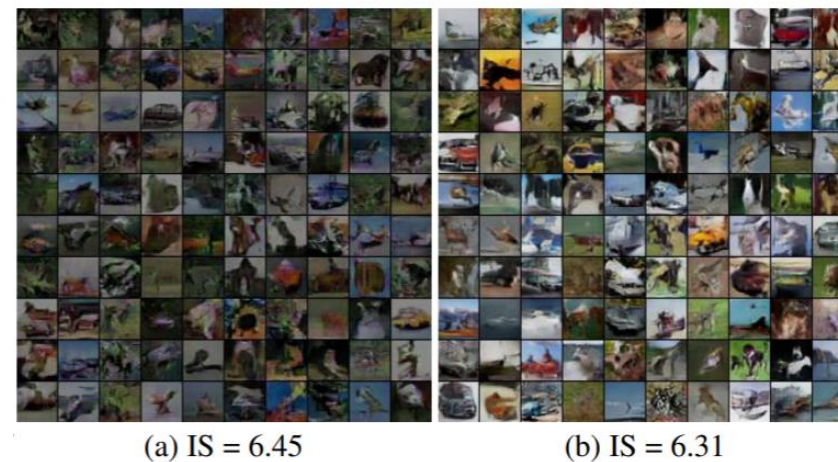 (a) IS = 6.45
(b) IS = 6.31